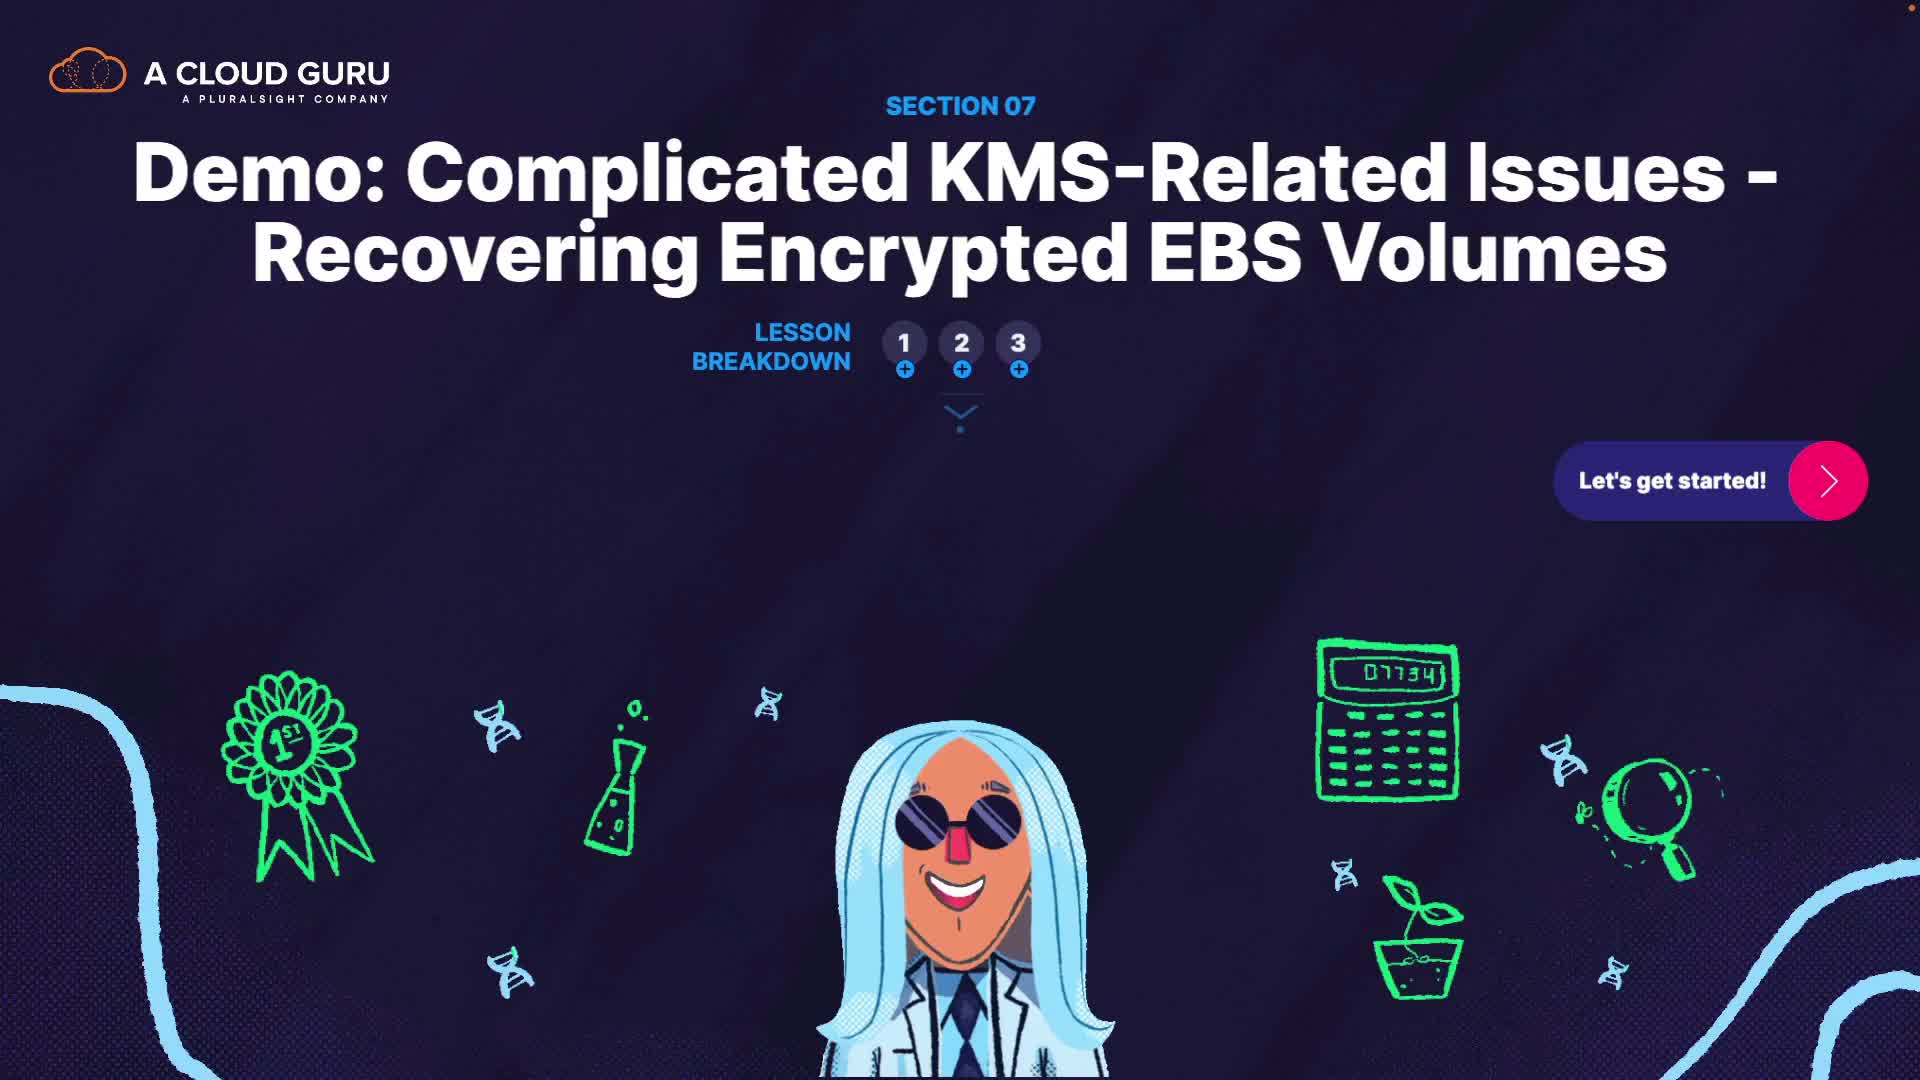 A CLOUD GURU
A PLURALSIGHT COMPANY
SECTION 07
Demo: Complicated KMS-Related Issues -
Recovering Encrypted EBS Volumes
LESSON
BREAKDOWN
1 2 3
Let's get started!
1ST
07734